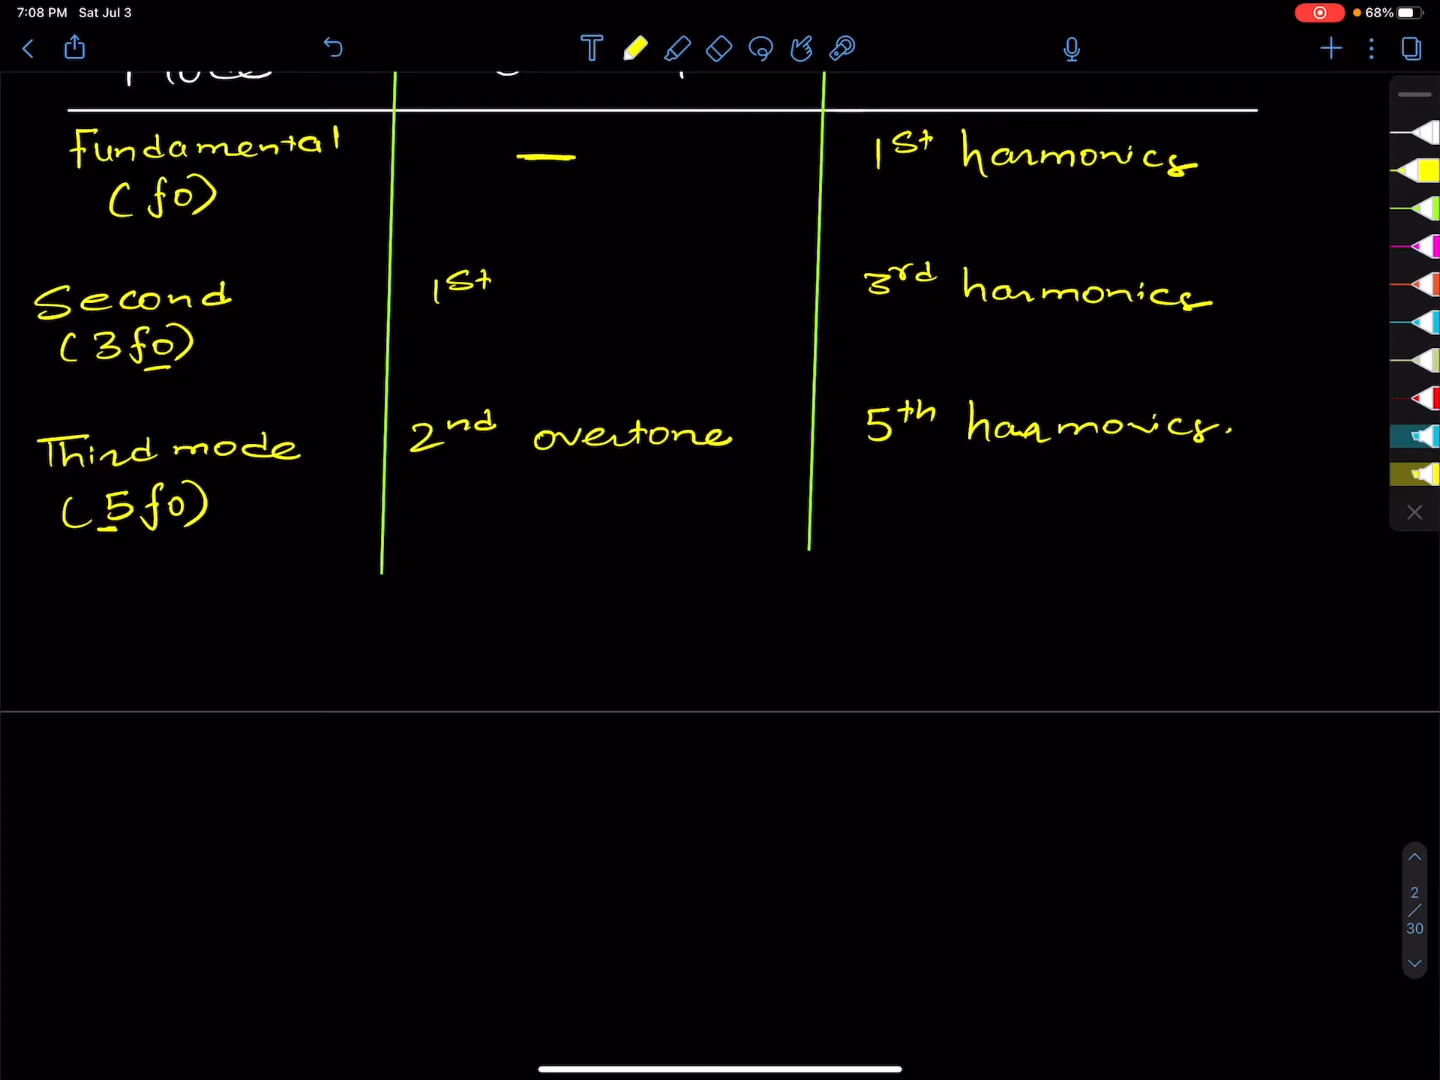 7:08 PM Sat Jul 3
68%
Fundamental — 1st harmonics
(f0)
Second 1st 3rd harmonics
(3f0)
Third mode 2nd overtone 5th harmonics.
(5f0)
2
/
30